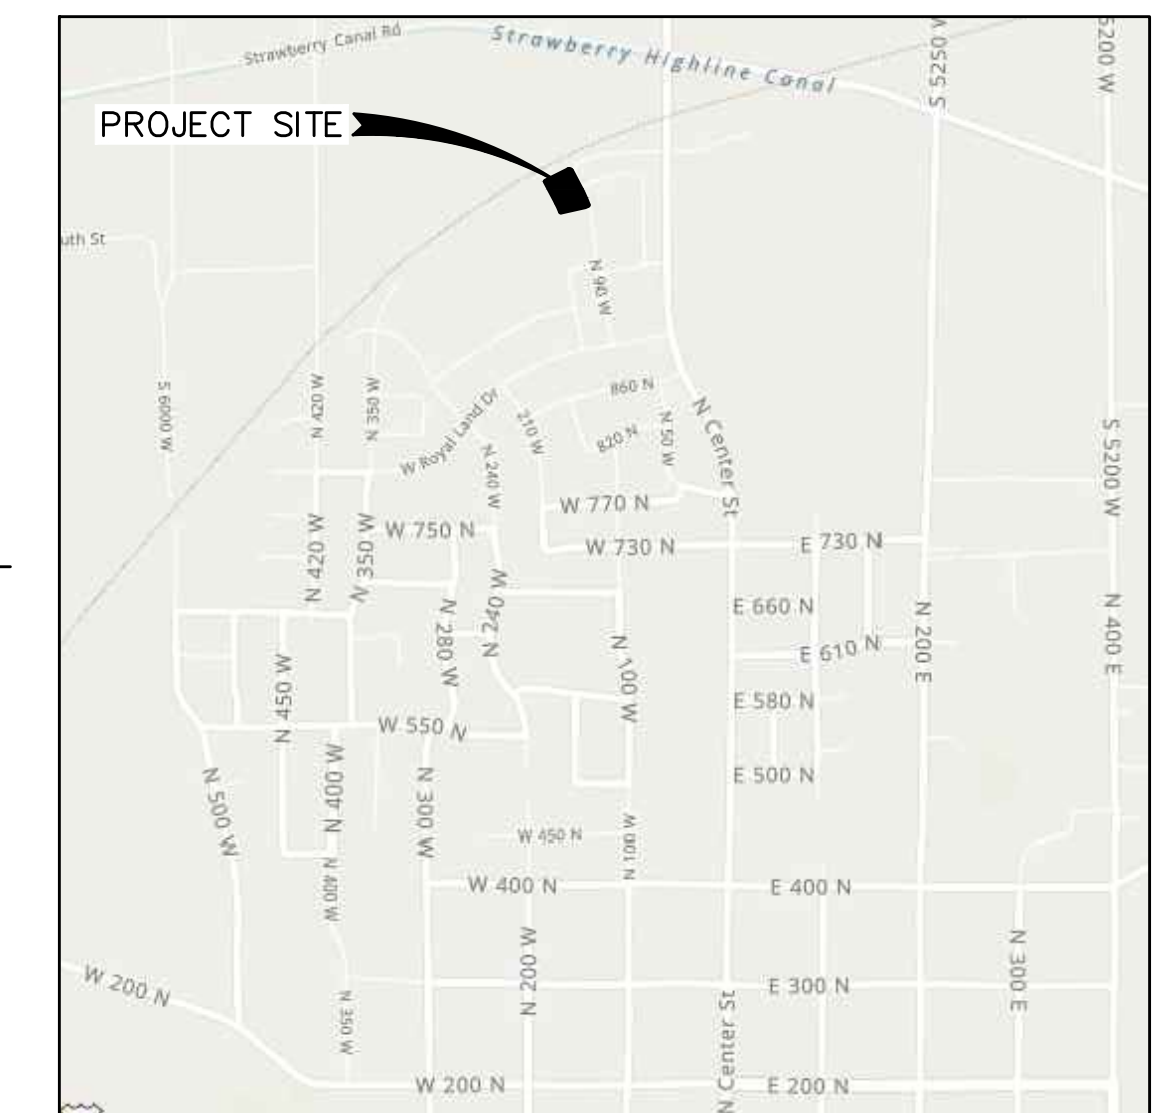 Strawberry Canal Rd
Strawberry Highline Canal
S 5250 W
S 5200 W
PROJECT SITE
uth St
N 90 W
S 6000 W
N 420 W
N 350 W
W Royal Land Dr
210 W
860 N
820 N
N 50 W
N Center St
N 240 W
S 5200 W
W 770 N
W 750 N
W 730 N
E 730 N
N 420 W
N 350 W
N 280 W
N 240 W
E 660 N
N 100 W
E 610 N
N 200 E
N 400 E
N 450 W
E 580 N
W 550 N
N 500 W
N 400 W
N 300 W
E 500 N
W 450 N
N 100 W
N 400 W
W 400 N
E 400 N
W 200 N
N 200 W
E 300 N
N 300 E
N 350 W
N Center St
W 200 N
E 200 N